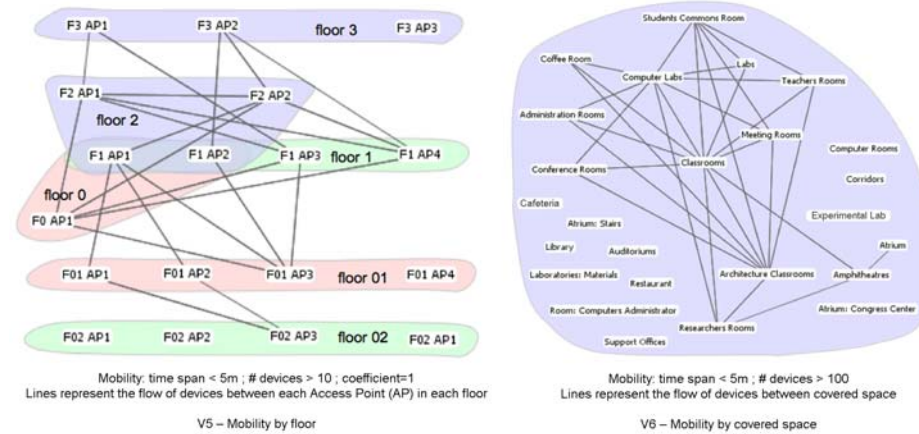 F3 AP1
F3 AP2
floor 3
F3 AP3
F2 AP1
F2 AP2
floor 2
F1 AP1
F1 AP2
F1 AP3
floor 1
F1 AP4
floor 0
F0 AP1
F01 AP1
F01 AP2
F01 AP3
floor 01
F01 AP4
F02 AP1
F02 AP2
F02 AP3
floor 02
F02 AP1
Mobility: time span < 5m ; # devices > 10 ; coefficient=1
Lines represent the flow of devices between each Access Point (AP) in each floor
V5 – Mobility by floor
Students Commons Room
Coffee Room
Labs
Computer Labs
Teachers Rooms
Administration Rooms
Meeting Rooms
Computer Rooms
Classrooms
Conference Rooms
Corridors
Cafeteria
Experimental Lab
Atrium: Stairs
Library
Auditoriums
Atrium
Laboratories: Materials
Architecture Classrooms
Amphitheatres
Restaurant
Room: Computers Administrator
Atrium: Congress Center
Researchers Rooms
Support Offices
Mobility: time span < 5m ; # devices > 100
Lines represent the flow of devices between covered space
V6 – Mobility by covered space